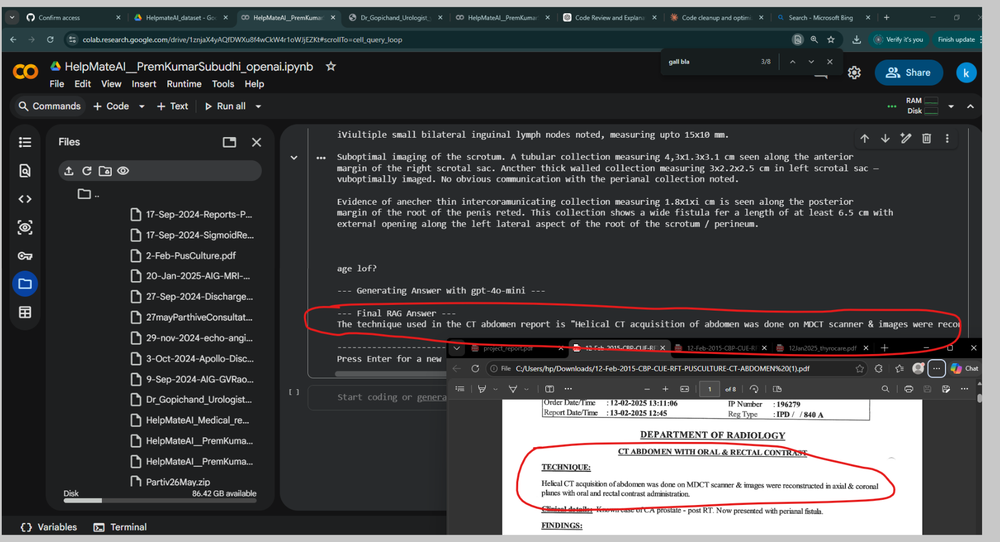 Confirm access
HelpmateAI_dataset - Goo
HelpMateAI_PremKumar
Dr_Gopichand_Urologist_
HelpMateAI_PremKumar
Code Review and Explana
Code cleanup and optimi
Search - Microsoft Bing
colab.research.google.com/drive/1znjaX4yAQfDWXu8f4wCkW4r1oWJjEZKt#scrollTo=cell_query_loop
Verify it's you
Finish update
gall bla
3/8
CO
HelpMateAI__PremKumarSubudhi_openai.ipynb
Share
k
File Edit View Insert Runtime Tools Help
Commands
+ Code
+ Text
Run all
RAM
Disk
Files
..
17-Sep-2024-Reports-P...
17-Sep-2024-SigmoidRe...
2-Feb-PusCulture.pdf
20-Jan-2025-AIG-MRI-...
27-Sep-2024-Discharge...
27mayParthiveConsultat...
29-nov-2024-echo-angi...
3-Oct-2024-Apollo-Disc...
9-Sep-2024-AIG-GVRao...
Dr_Gopichand_Urologist...
HelpMateAI_Medical_re...
HelpMateAI__PremKuma...
HelpMateAI__PremKuma...
Partiv26May.zip
Disk
86.42 GB available
iViultiple small bilateral inguinal lymph nodes noted, measuring upto 15x10 mm.
Suboptimal imaging of the scrotum. A tubular collection measuring 4,3x1.3x3.1 cm seen along the anterior
margin of the right scrotal sac. Ancther thick walled collection measuring 3x2.2x2.5 cm in left scrotal sac —
vuboptimally imaged. No obvious communication with the perianal collection noted.
Evidence of anecher thin intercoramunicating collection measuring 1.8x1xi cm is seen along the posterior
margin of the root of the penis reted. This collection shows a wide fistula fer a length of at least 6.5 cm with
externa! opening along the left lateral aspect of the root of the scrotum / perineum.
age lof?
--- Generating Answer with gpt-4o-mini ---
--- Final RAG Answer ---
The technique used in the CT abdomen report is "Helical CT acquisition of abdomen was done on MDCT scanner & images were recon
----------------------
Press Enter for a new
[ ]
Start coding or genera
project_report.pdf
12-Feb-2015-CBP-CUE-RF
12-Feb-2015-CBP-CUE-RF
12Jan2025_thyrocare.pdf
File
C:/Users/hp/Downloads/12-Feb-2015-CBP-CUE-RFT-PUSCULTURE-CT-ABDOMEN%20(1).pdf
Chat
1
of 8
Order Date/Time : 12-02-2025 13:11:06
IP Number : 196279
Report Date/Time : 13-02-2025 12:45
Reg Type : IPD / / 840 A
DEPARTMENT OF RADIOLOGY
CT ABDOMEN WITH ORAL & RECTAL CONTRAST
TECHNIQUE:
Helical CT acquisition of abdomen was done on MDCT scanner & images were reconstructed in axial & coronal
planes with oral and rectal contrast administration.
Clinical details: Known case of CA prostate - post RT. Now presented with perianal fistula.
FINDINGS:
{} Variables
Terminal